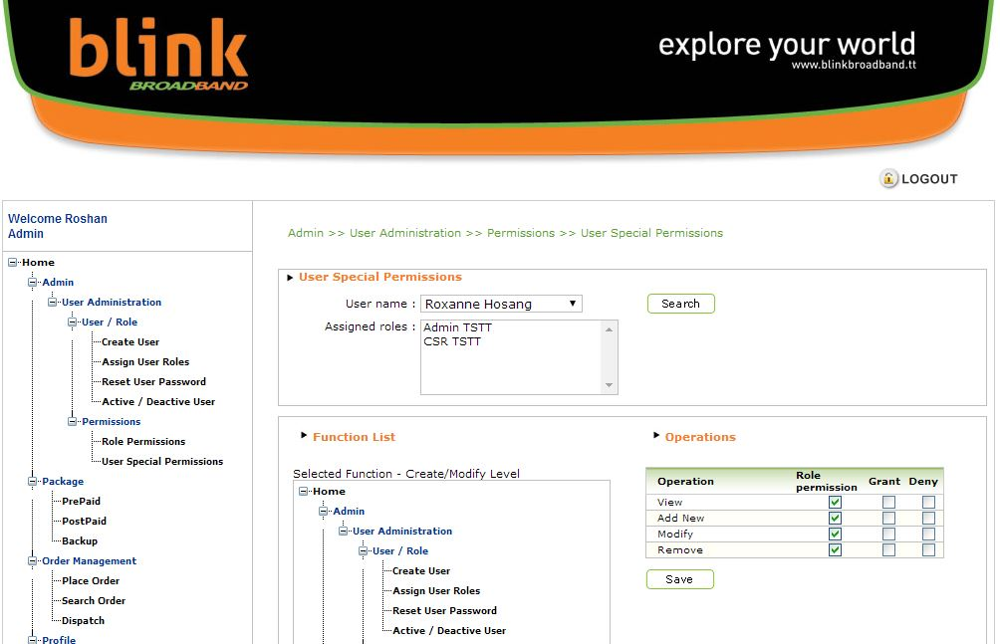 blink
BROADBAND
explore your world
www.blinkbroadband.tt
LOGOUT
Welcome Roshan
Admin
Home
Admin
User Administration
User / Role
Create User
Assign User Roles
Reset User Password
Active / Deactive User
Permissions
Role Permissions
User Special Permissions
Package
PrePaid
PostPaid
Backup
Order Management
Place Order
Search Order
Dispatch
Profile
Admin >> User Administration >> Permissions >> User Special Permissions
User Special Permissions
User name : Roxanne Hosang
Search
Assigned roles : Admin TSTT
CSR TSTT
Function List
Selected Function - Create/Modify Level
Home
Admin
User Administration
User / Role
Create User
Assign User Roles
Reset User Password
Active / Deactive User
Operations
Operation Role permission Grant Deny
View
Add New
Modify
Remove
Save